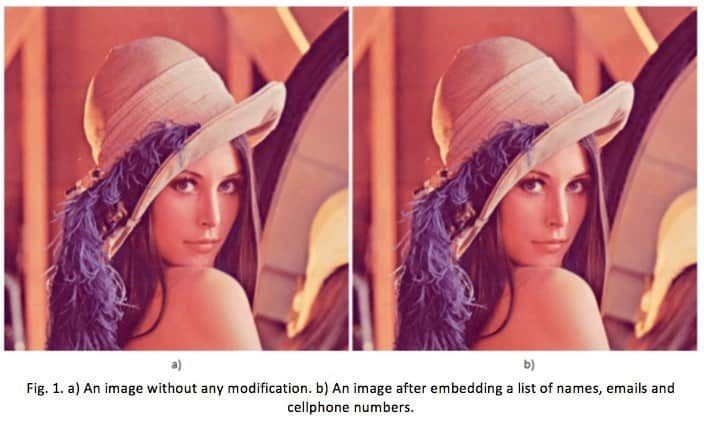 a)
b)
Fig. 1. a) An image without any modification. b) An image after embedding a list of names, emails and
cellphone numbers.